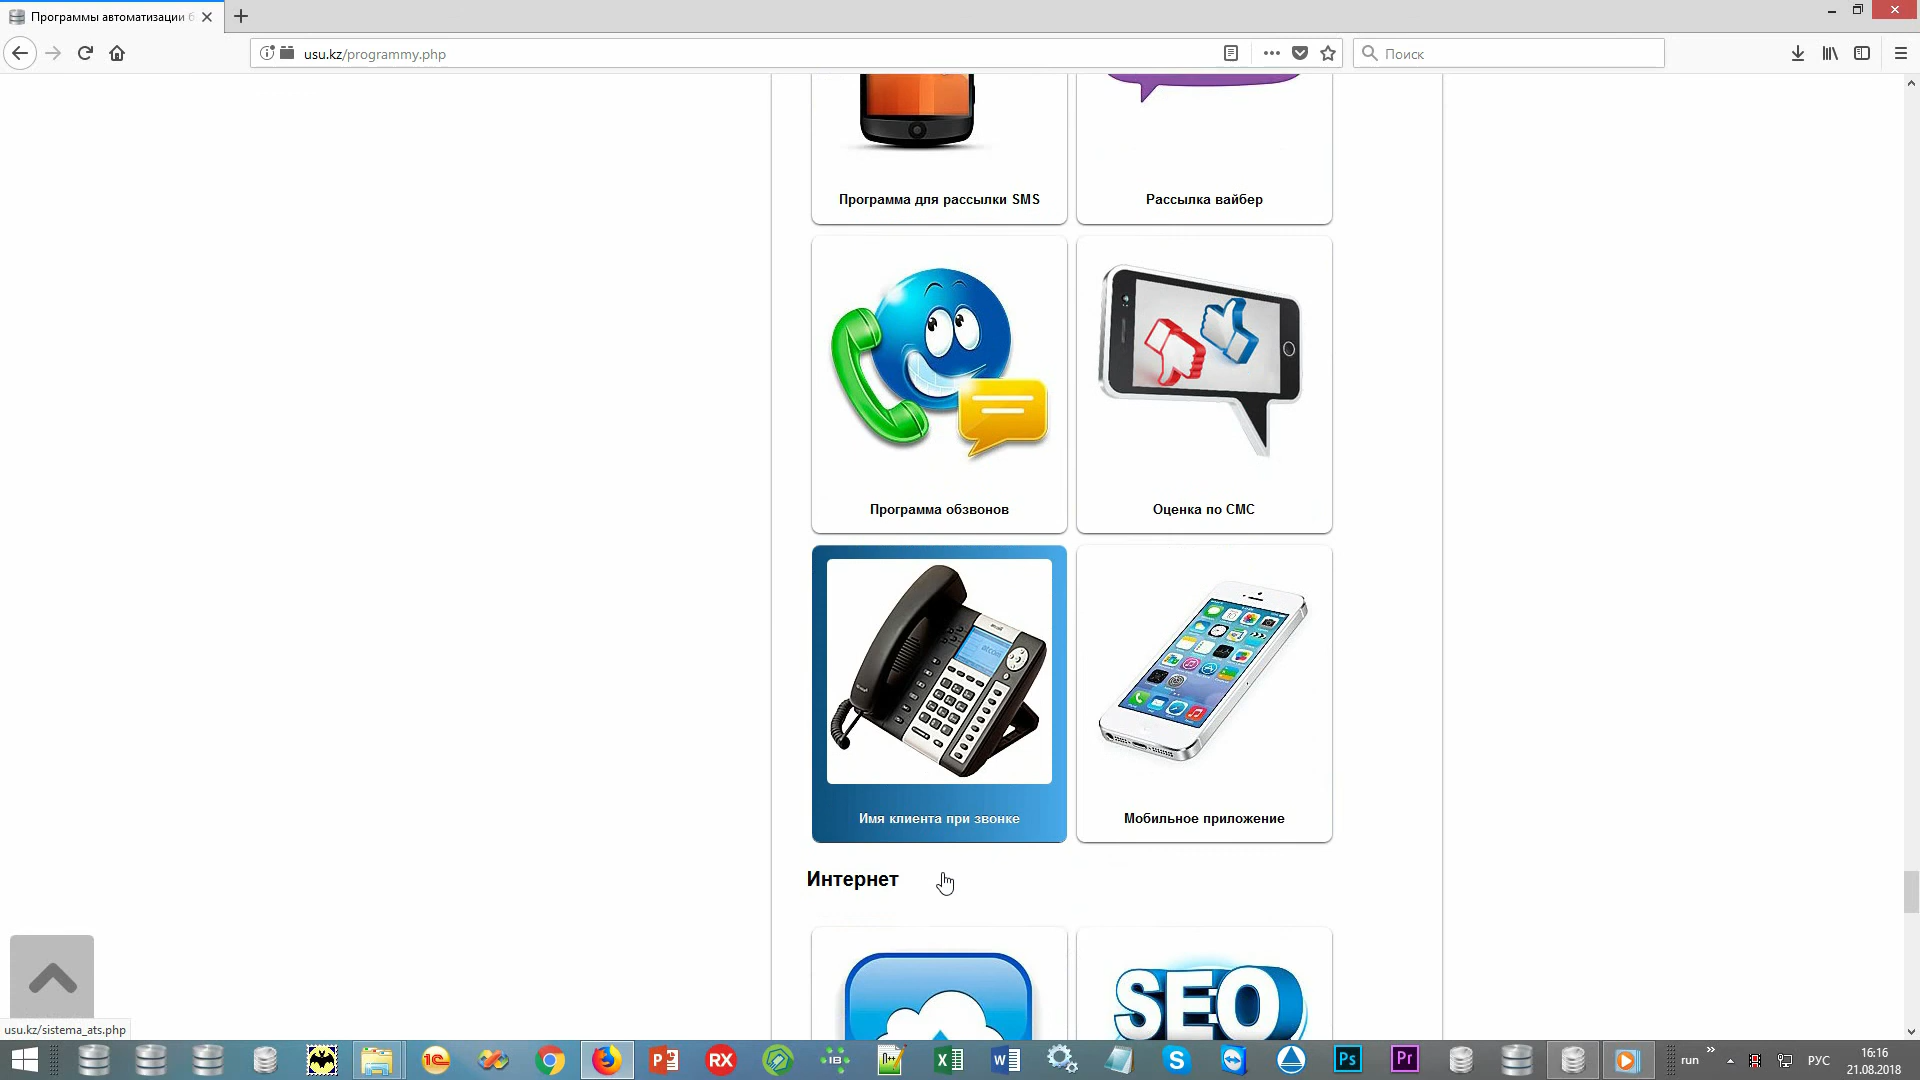 Программы автоматизации б
usu.kz/programmy.php
Поиск
Программа для рассылки SMS
Рассылка вайбер
Программа обзвонов
Оценка по СМС
Имя клиента при звонке
Мобильное приложение
Интернет
SEO
usu.kz/sistema_ats.php
run
РУС
16:16
21.08.2018